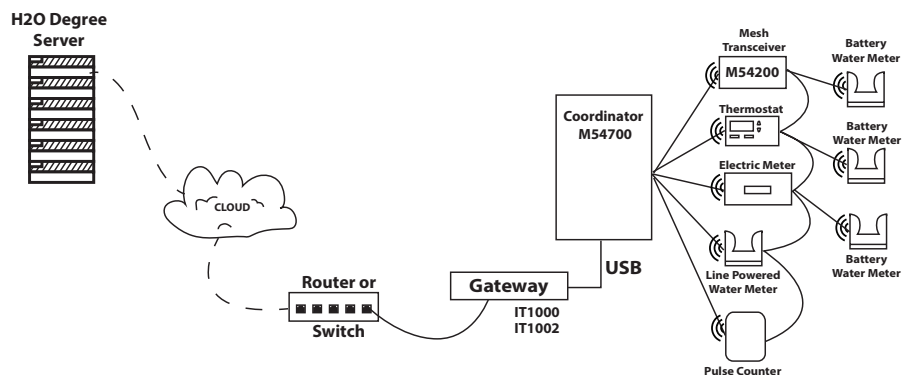 H2O Degree
Server
CLOUD
Router or
Switch
Gateway
IT1000
IT1002
USB
Coordinator
M54700
Mesh
Transceiver
M54200
Thermostat
Electric Meter
Line Powered
Water Meter
Pulse Counter
Battery
Water Meter
Battery
Water Meter
Battery
Water Meter